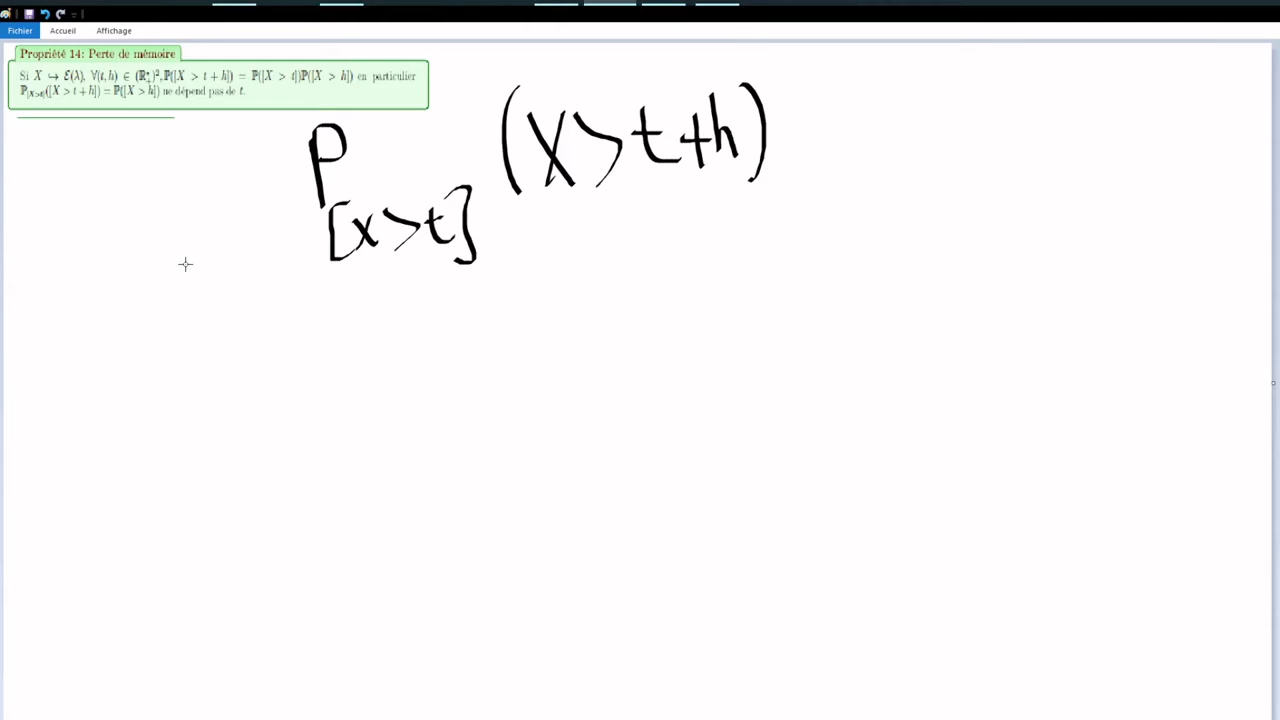 Fichier Accueil Affichage
Propriété 14: Perte de mémoire
Si X ↪ ℰ(λ), ∀(t, h) ∈ (ℝ₊*)², ℙ([X > t + h]) = ℙ([X > t])ℙ([X > h]) en particulier
ℙ_[X>t]([X > t + h]) = ℙ([X > h]) ne dépend pas de t.
P_[X>t] (X>t+h)